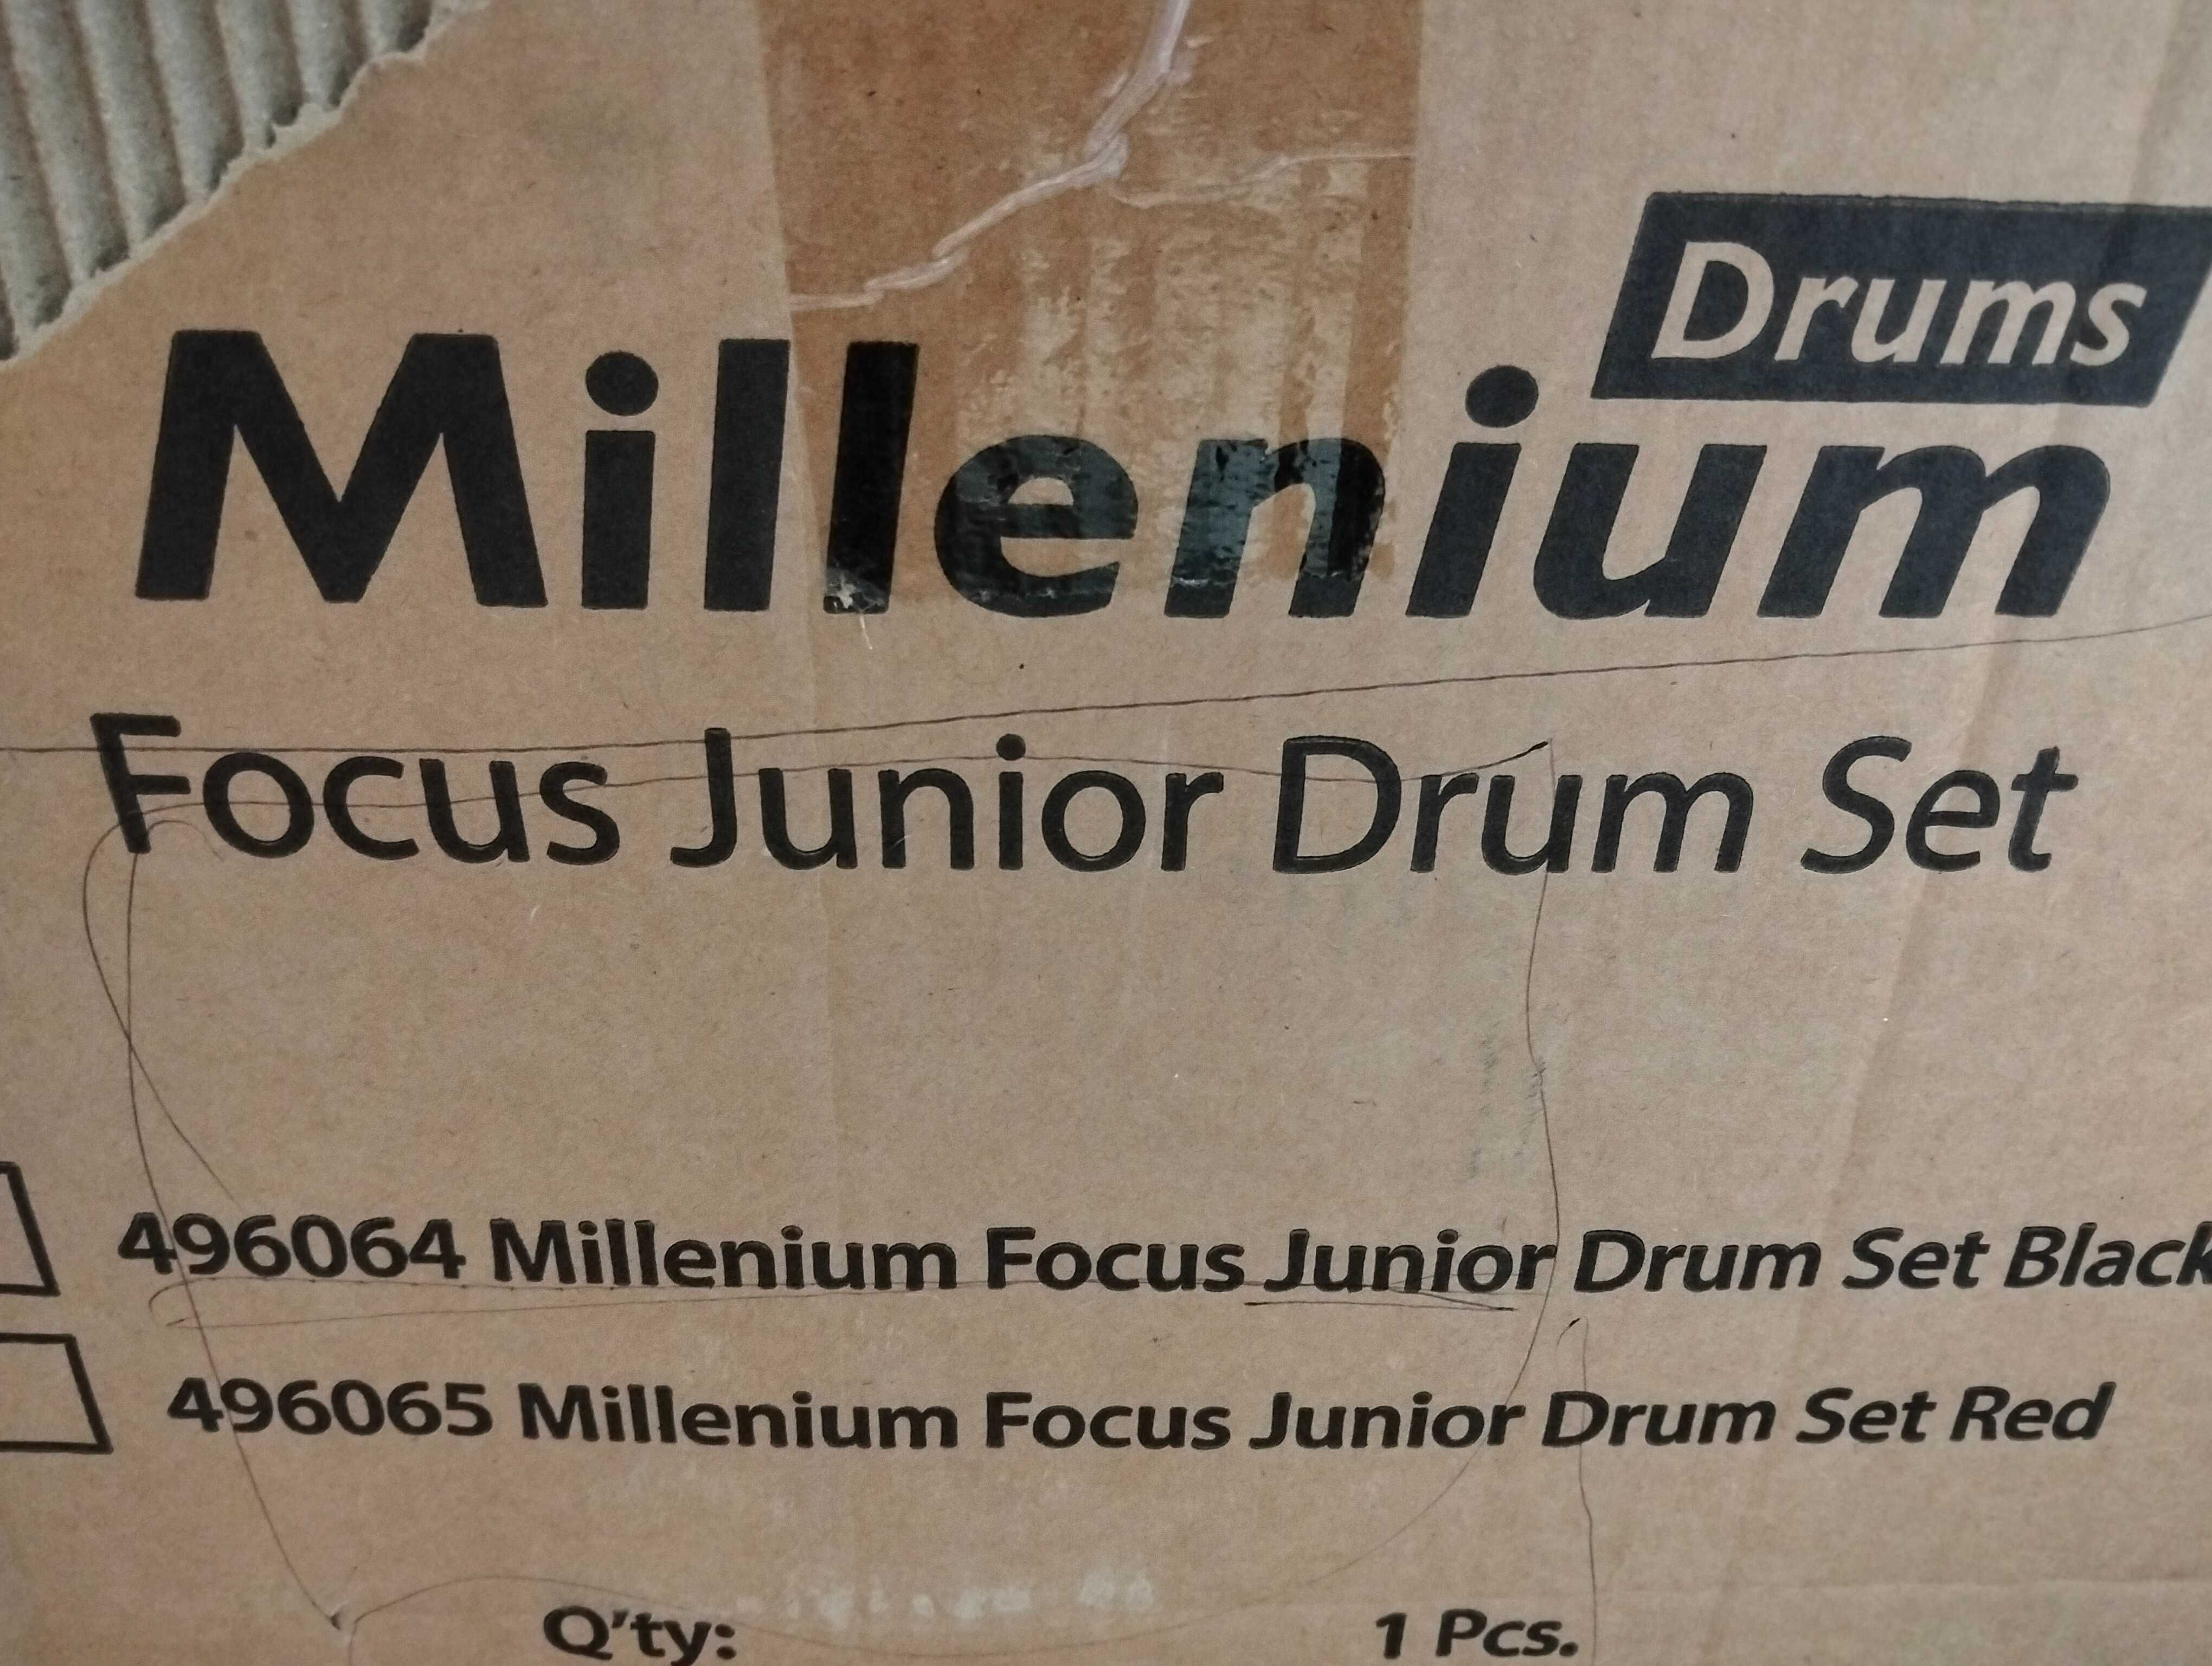 Drums
Millenium
Focus Junior Drum Set
496064 Millenium Focus Junior Drum Set Black
496065 Millenium Focus Junior Drum Set Red
Q'ty: 1 Pcs.